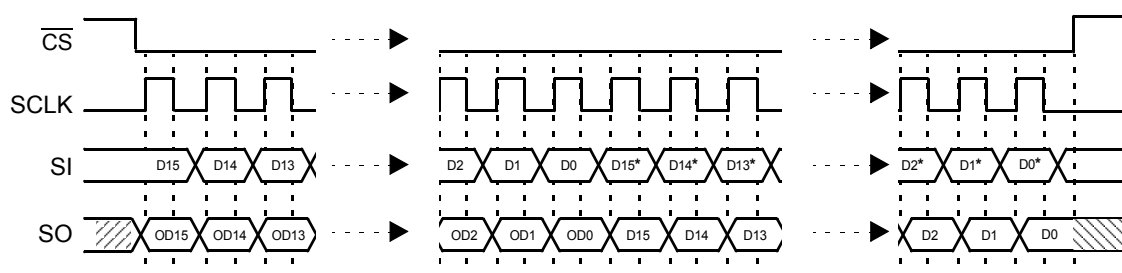 CS
SCLK
SI D15 D14 D13 D2 D1 D0 D15* D14* D13* D2* D1* D0*
SO OD15 OD14 OD13 OD2 OD1 OD0 D15 D14 D13 D2 D1 D0